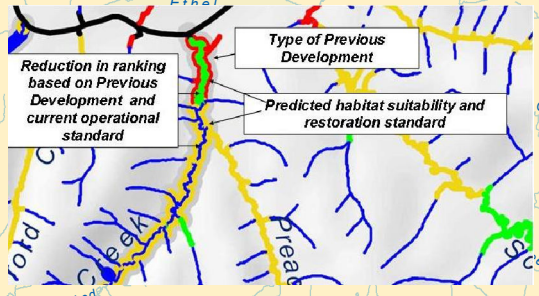 Ethel
Type of Previous
Development
Reduction in ranking
based on Previous
Development and
current operational
standard
Predicted habitat suitability and
restoration standard
Creek